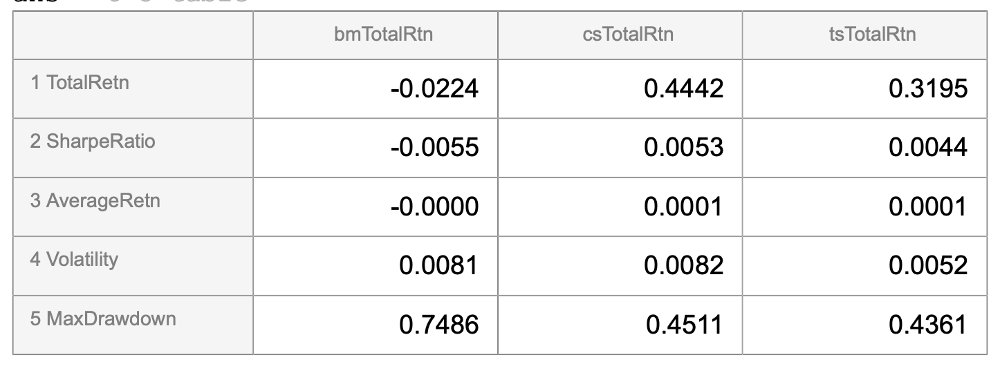 bmTotalRtn csTotalRtn tsTotalRtn
1 TotalRetn -0.0224 0.4442 0.3195
2 SharpeRatio -0.0055 0.0053 0.0044
3 AverageRetn -0.0000 0.0001 0.0001
4 Volatility 0.0081 0.0082 0.0052
5 MaxDrawdown 0.7486 0.4511 0.4361